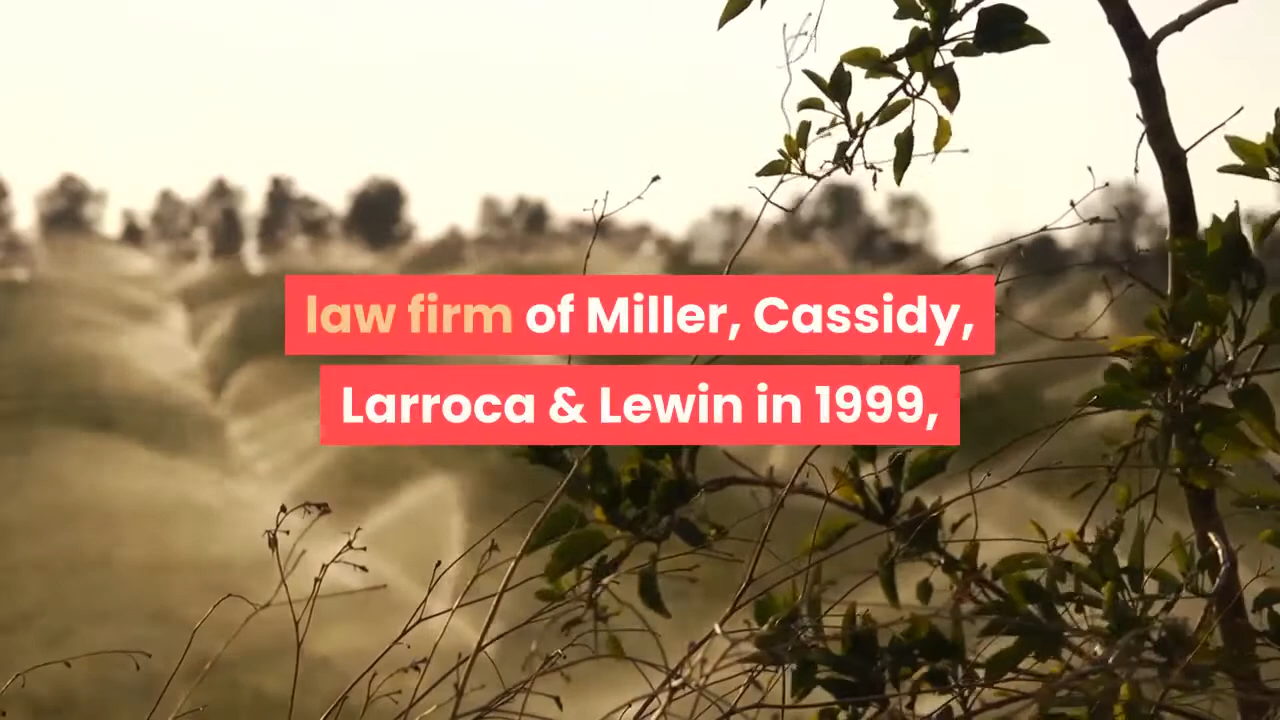 law firm of Miller, Cassidy,
Larroca & Lewin in 1999,